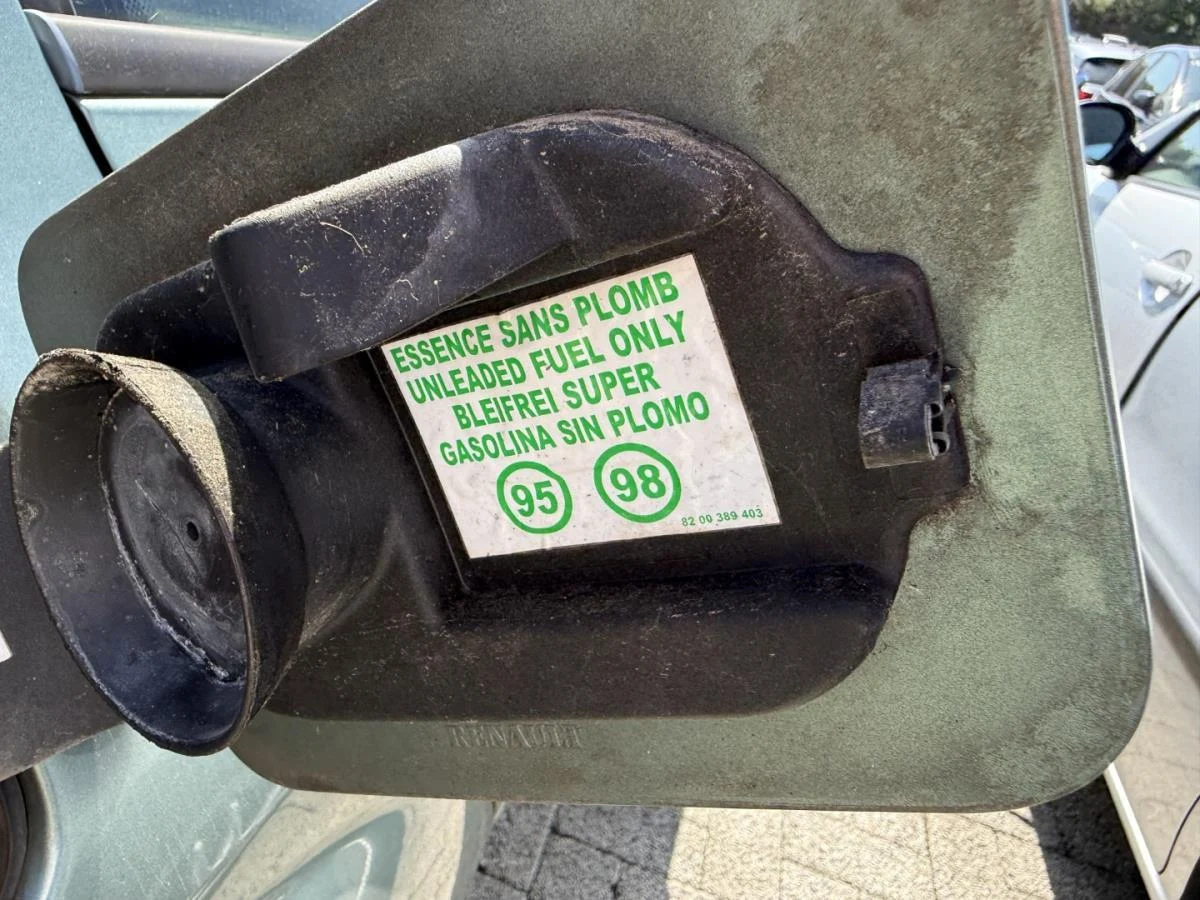 ESSENCE SANS PLOMB
UNLEADED FUEL ONLY
BLEIFREI SUPER
GASOLINA SIN PLOMO
95 98
82 00 389 403
RENAULT